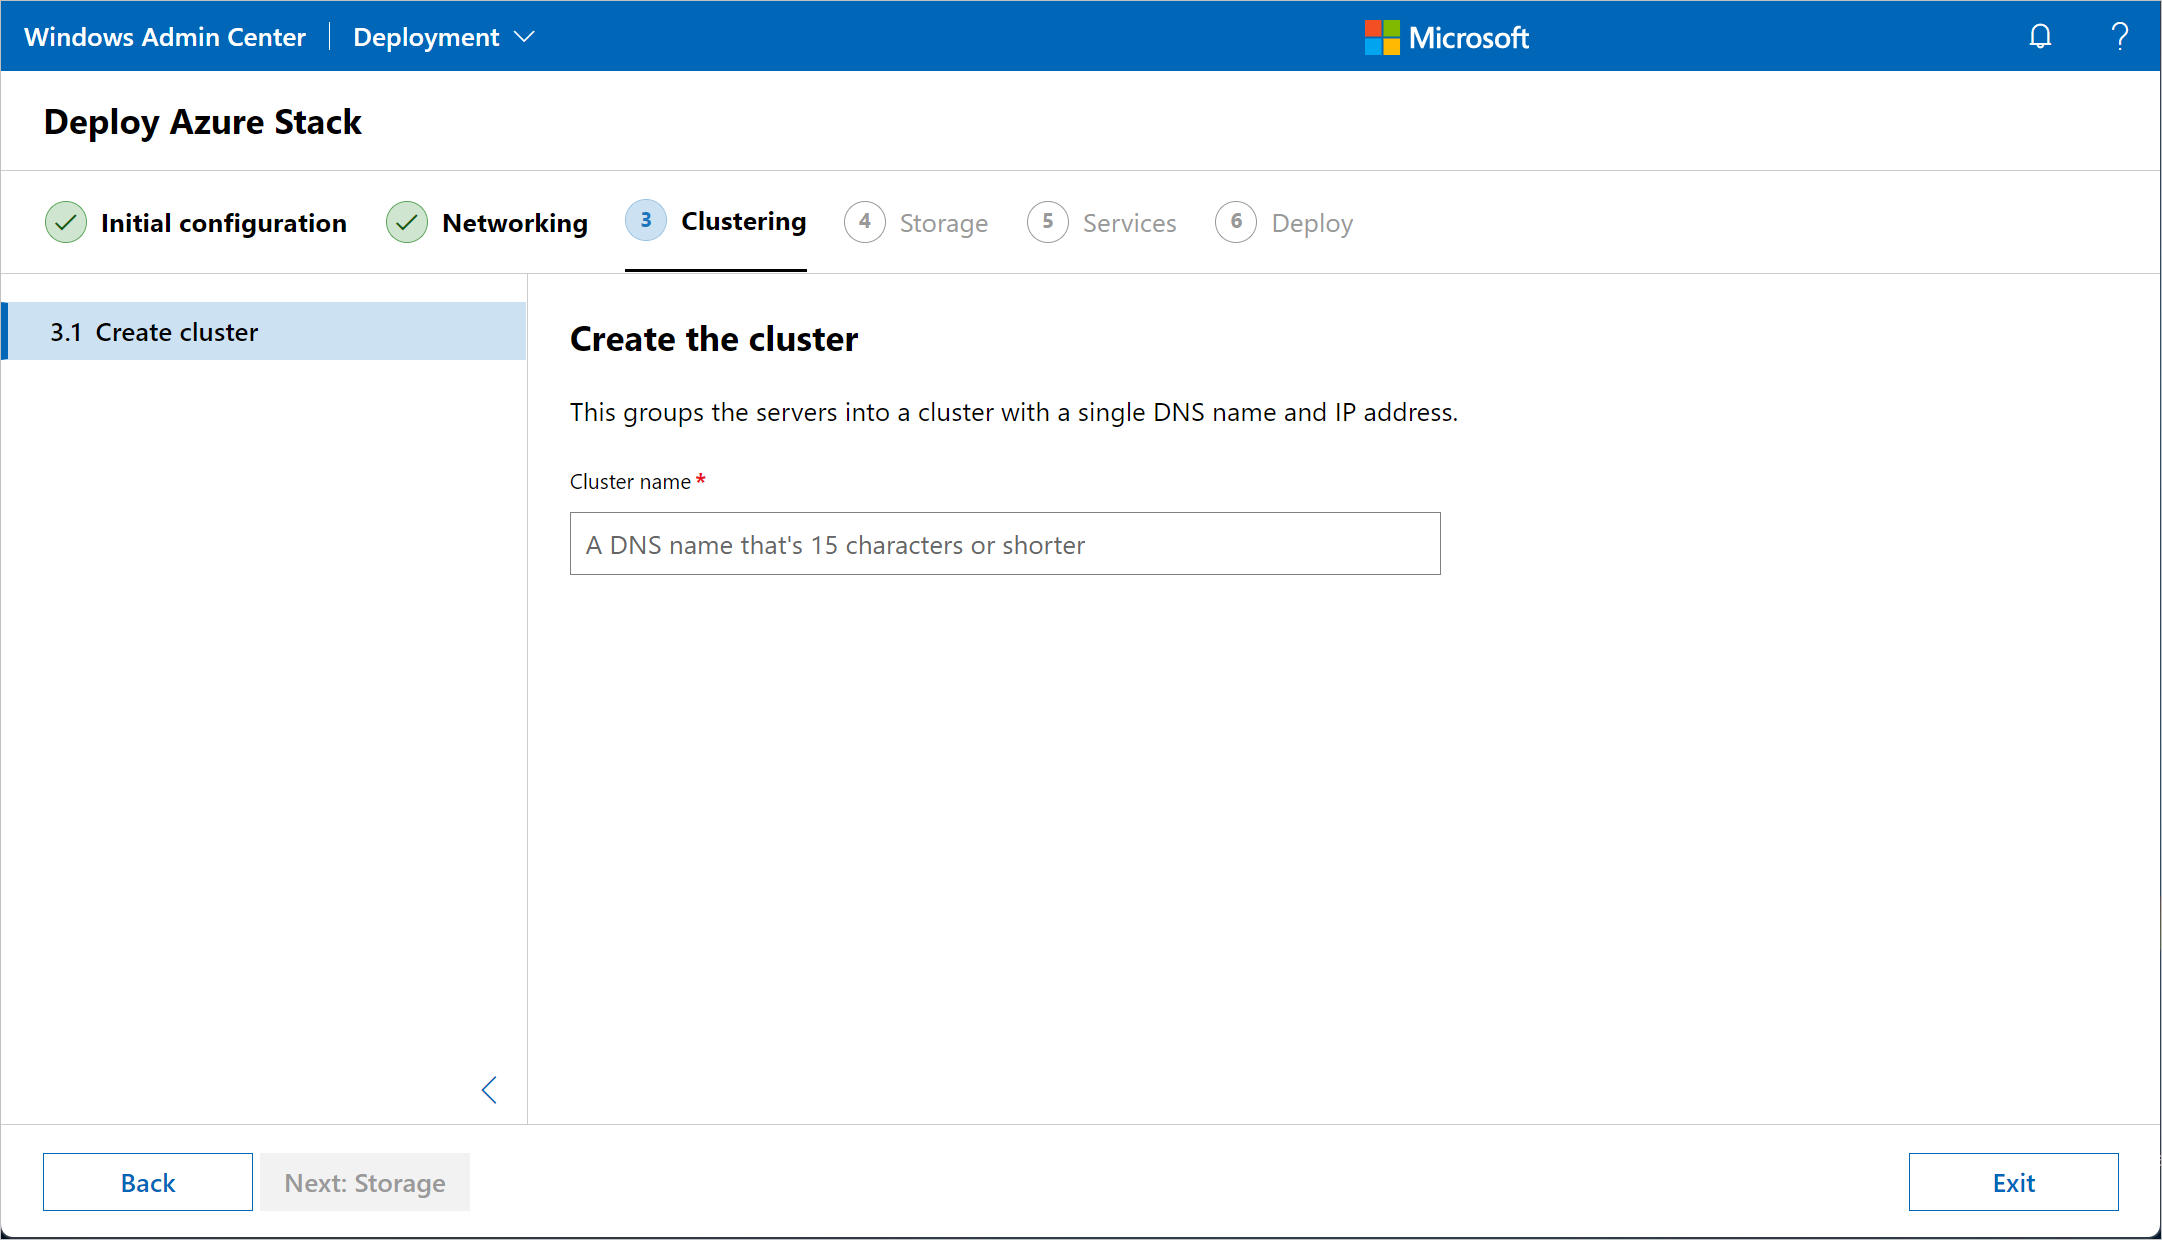 Windows Admin Center
Deployment
Microsoft
?
Deploy Azure Stack
Initial configuration
Networking
3 Clustering
4 Storage
5 Services
6 Deploy
3.1 Create cluster
Create the cluster
This groups the servers into a cluster with a single DNS name and IP address.
Cluster name *
A DNS name that's 15 characters or shorter
Back
Next: Storage
Exit